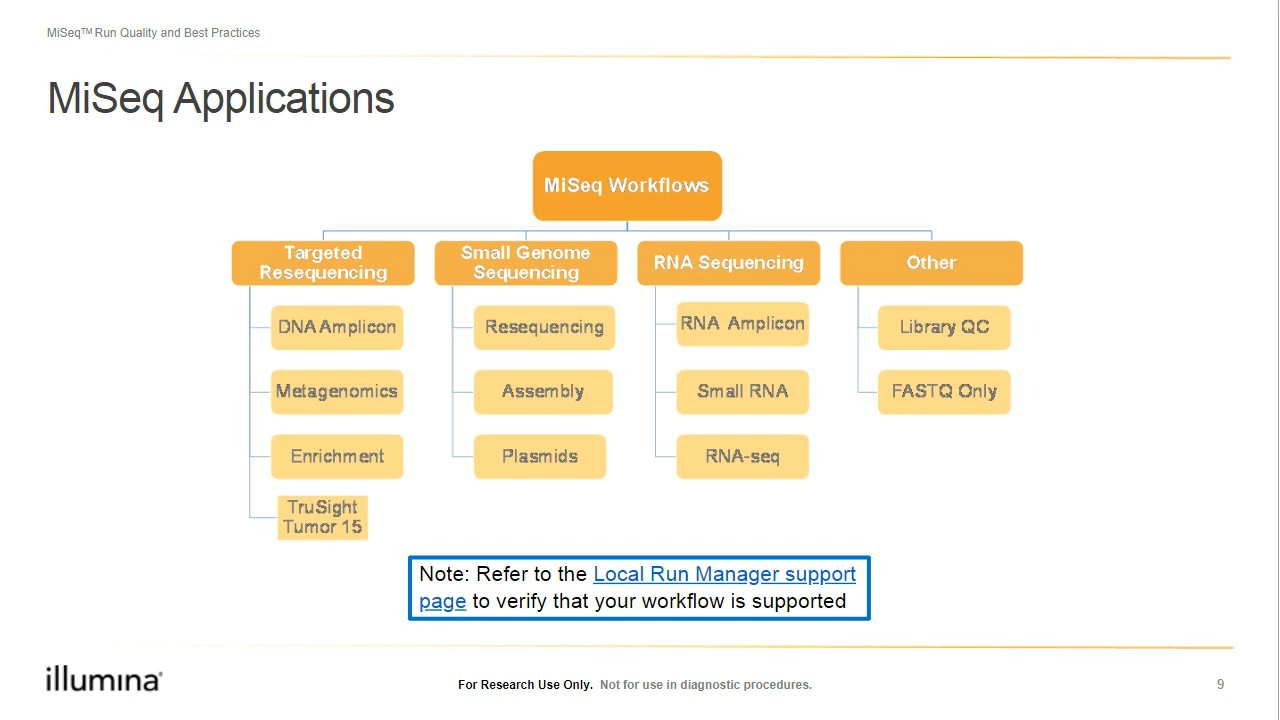 MiSeq™ Run Quality and Best Practices
MiSeq Applications
MiSeq Workflows
Targeted
Resequencing
DNA Amplicon
Metagenomics
Enrichment
TruSight
Tumor 15
Small Genome
Sequencing
Resequencing
Assembly
Plasmids
RNA Sequencing
RNA Amplicon
Small RNA
RNA-seq
Other
Library QC
FASTQ Only
Note: Refer to the Local Run Manager support
page to verify that your workflow is supported
illumina®
For Research Use Only. Not for use in diagnostic procedures.
9